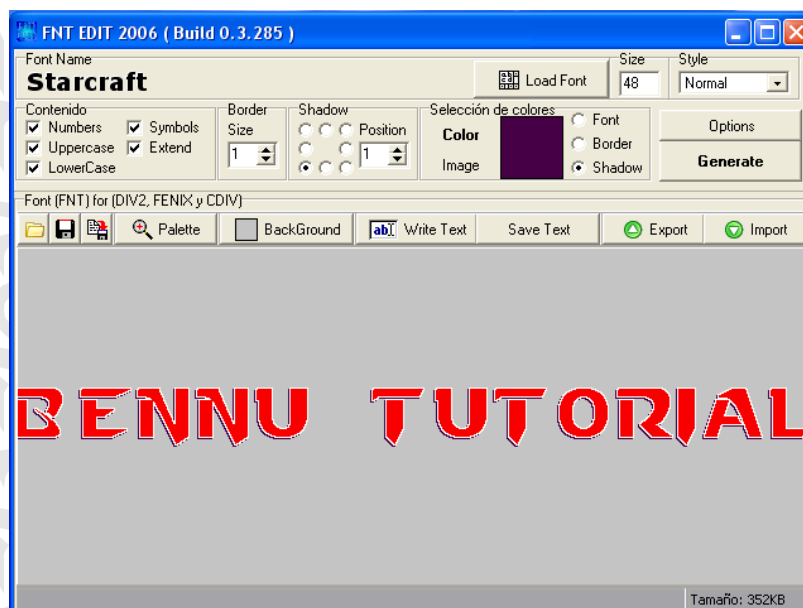 FNT EDIT 2006 ( Build 0.3.285 )
Font Name Size Style
Starcraft Load Font 48 Normal
Contenido Border Shadow Selección de colores
Numbers Symbols Size Position Color Font Options
Uppercase Extend 1 1 Border
LowerCase Image Shadow Generate
Font (FNT) for (DIV2, FENIX y CDIV)
Palette BackGround ab Write Text Save Text Export Import
BENNU TUTORIAL
Tamaño: 352KB